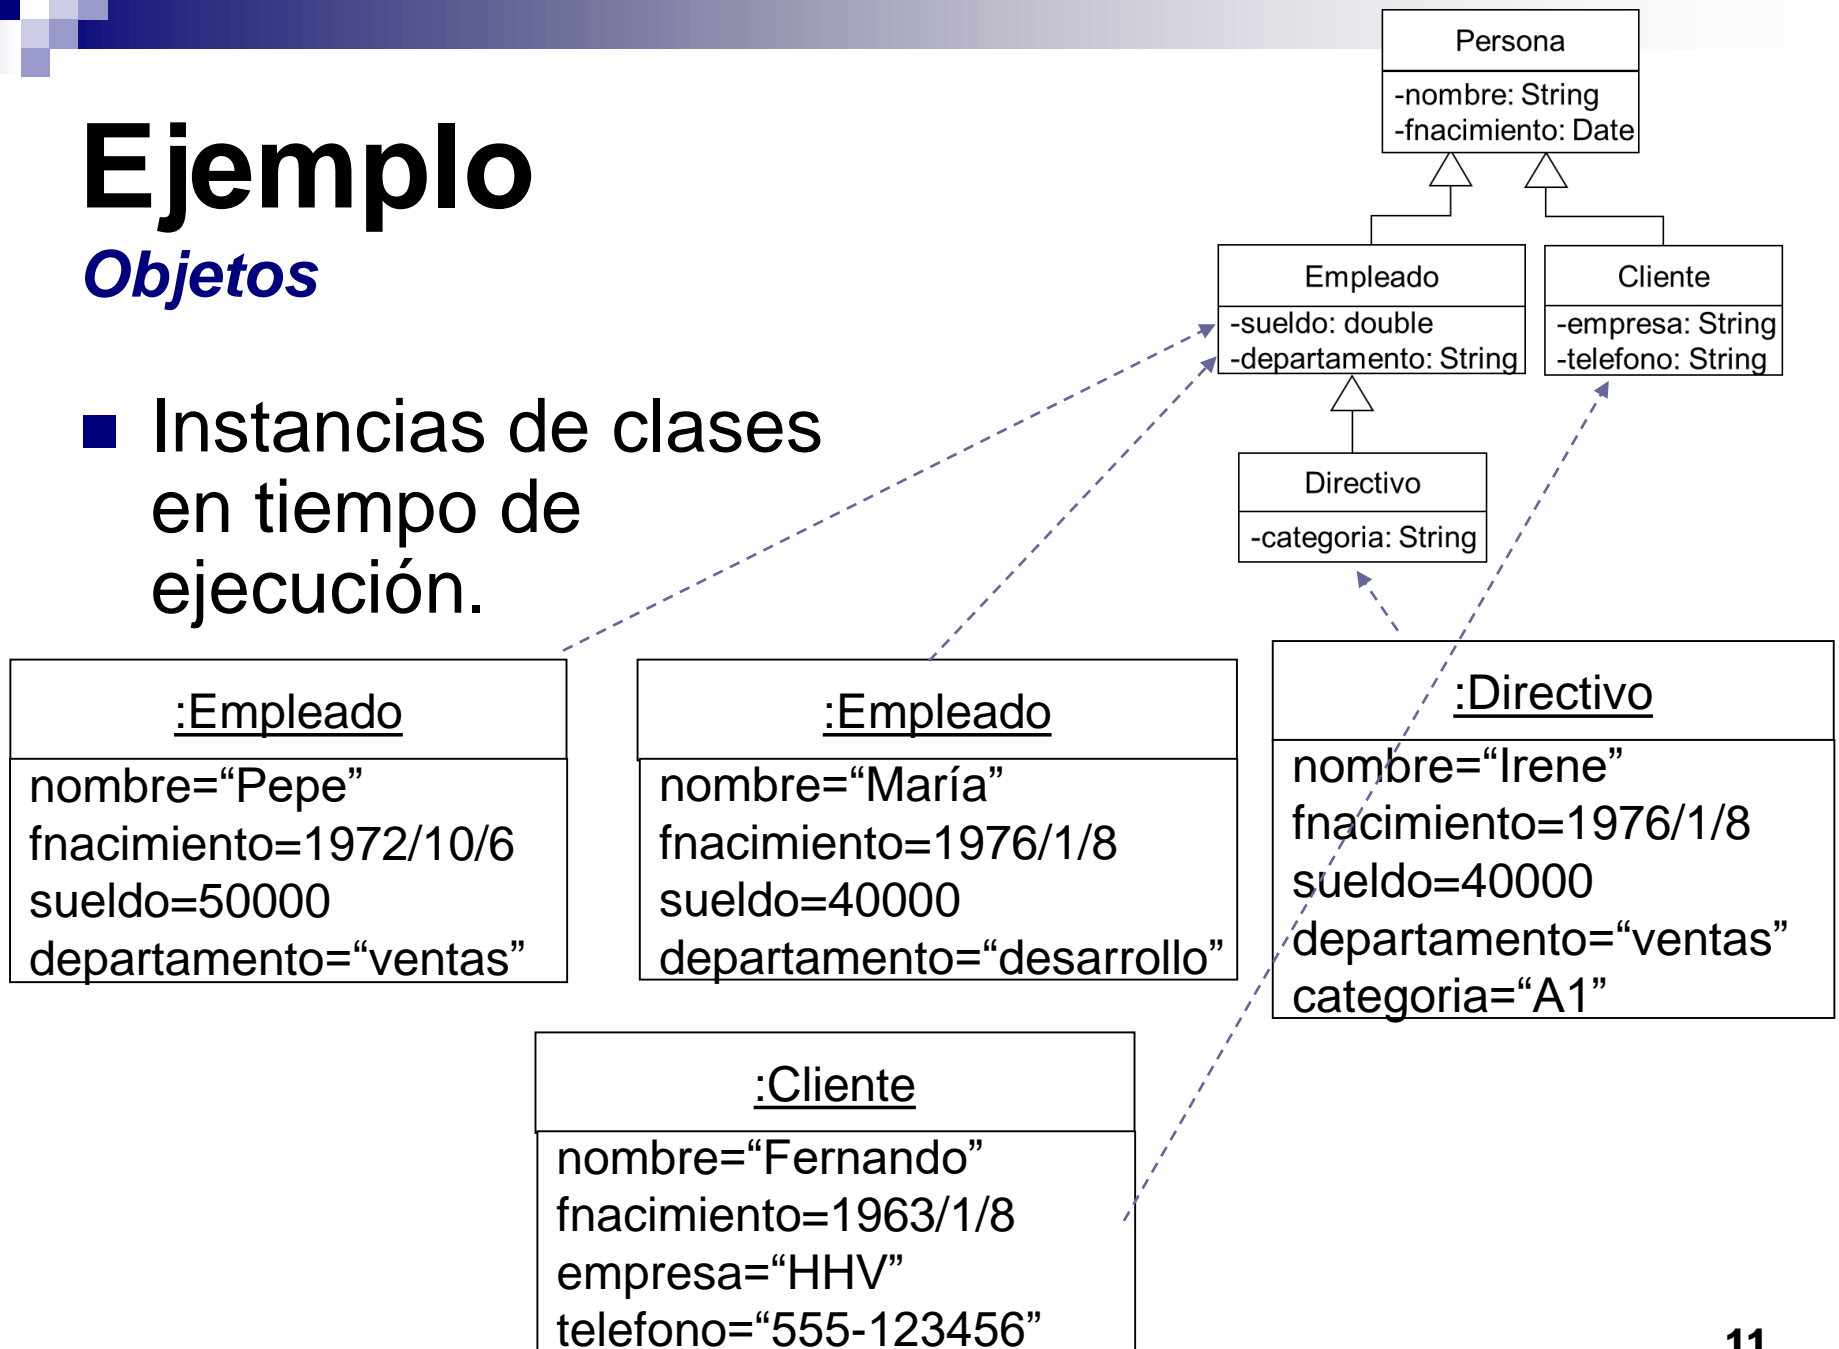 Ejemplo
Objetos
Instancias de clases
en tiempo de
ejecución.
Persona
-nombre: String
-fnacimiento: Date
Empleado
-sueldo: double
-departamento: String
Cliente
-empresa: String
-telefono: String
Directivo
-categoria: String
:Empleado
nombre=“Pepe”
fnacimiento=1972/10/6
sueldo=50000
departamento=“ventas”
:Empleado
nombre=“María”
fnacimiento=1976/1/8
sueldo=40000
departamento=“desarrollo”
:Directivo
nombre=“Irene”
fnacimiento=1976/1/8
sueldo=40000
departamento=“ventas”
categoria=“A1”
:Cliente
nombre=“Fernando”
fnacimiento=1963/1/8
empresa=“HHV”
telefono=“555-123456”
11